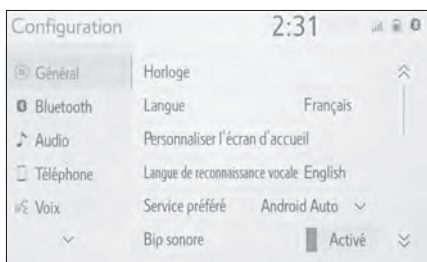 Configuration 2:31
Général Horloge
Bluetooth Langue Français
Audio Personnaliser l'écran d'accueil
Téléphone Langue de reconnaissance vocale English
Voix Service préféré Android Auto
Bip sonore Activé